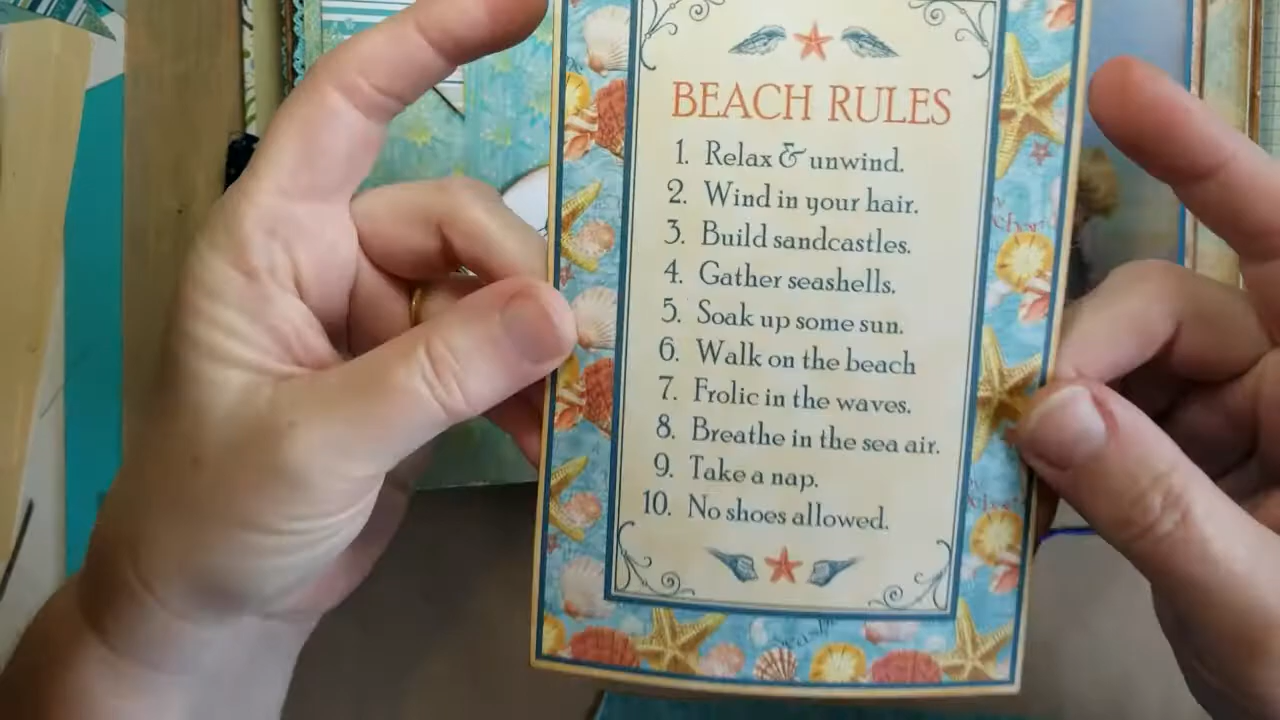 BEACH RULES
1. Relax & unwind.
2. Wind in your hair.
3. Build sandcastles.
4. Gather seashells.
5. Soak up some sun.
6. Walk on the beach
7. Frolic in the waves.
8. Breathe in the sea air.
9. Take a nap.
10. No shoes allowed.